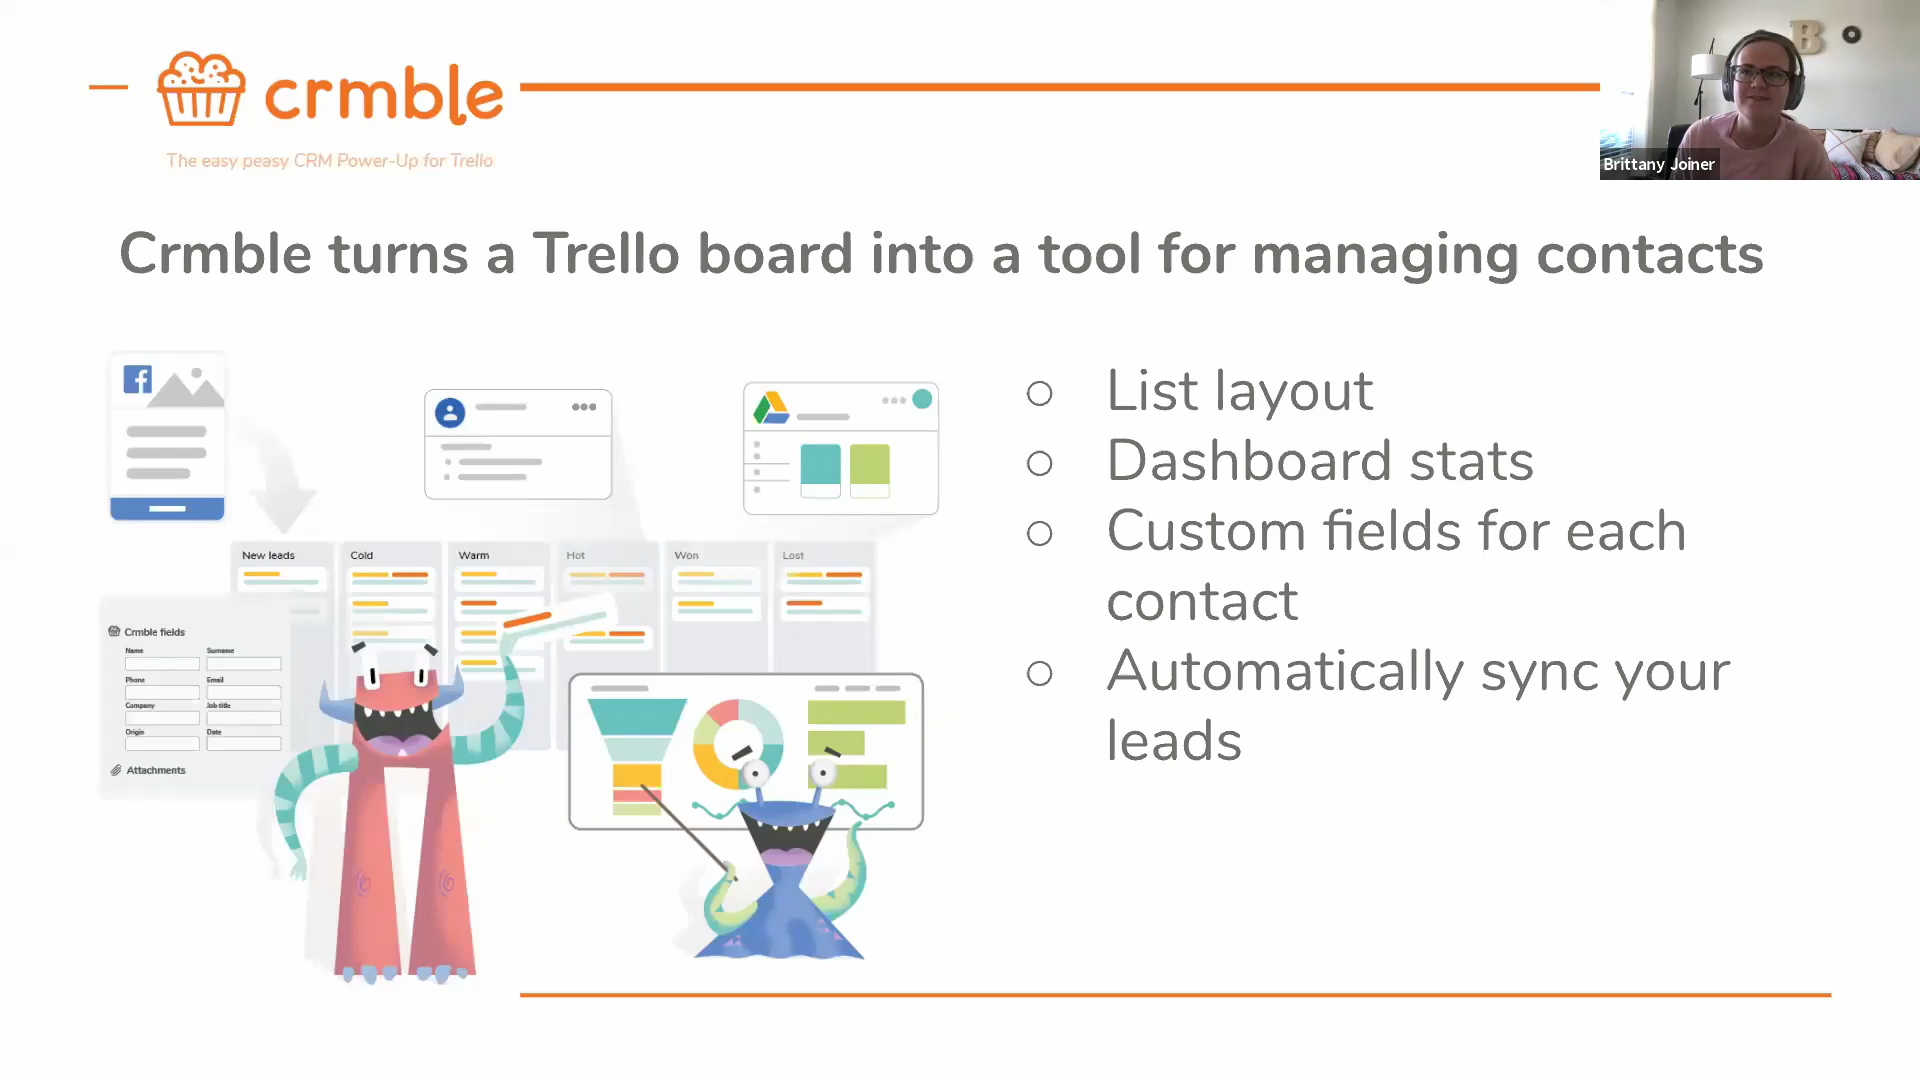 crmble
The easy peasy CRM Power-Up for Trello
Brittany Joiner
Crmble turns a Trello board into a tool for managing contacts
○ List layout
○ Dashboard stats
○ Custom fields for each
contact
○ Automatically sync your
leads
New leads Cold Warm Hot Won Lost
Crmble fields
Name Surname
Phone Email
Company Job title
Origin Date
Attachments
B